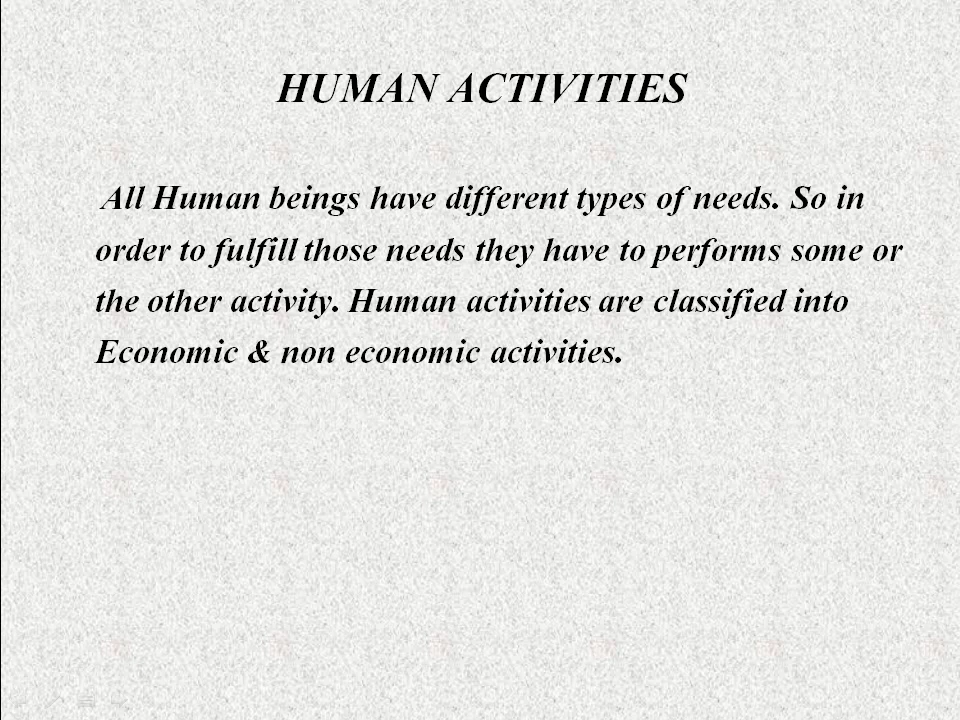 HUMAN ACTIVITIES
All Human beings have different types of needs. So in
order to fulfill those needs they have to performs some or
the other activity. Human activities are classified into
Economic & non economic activities.